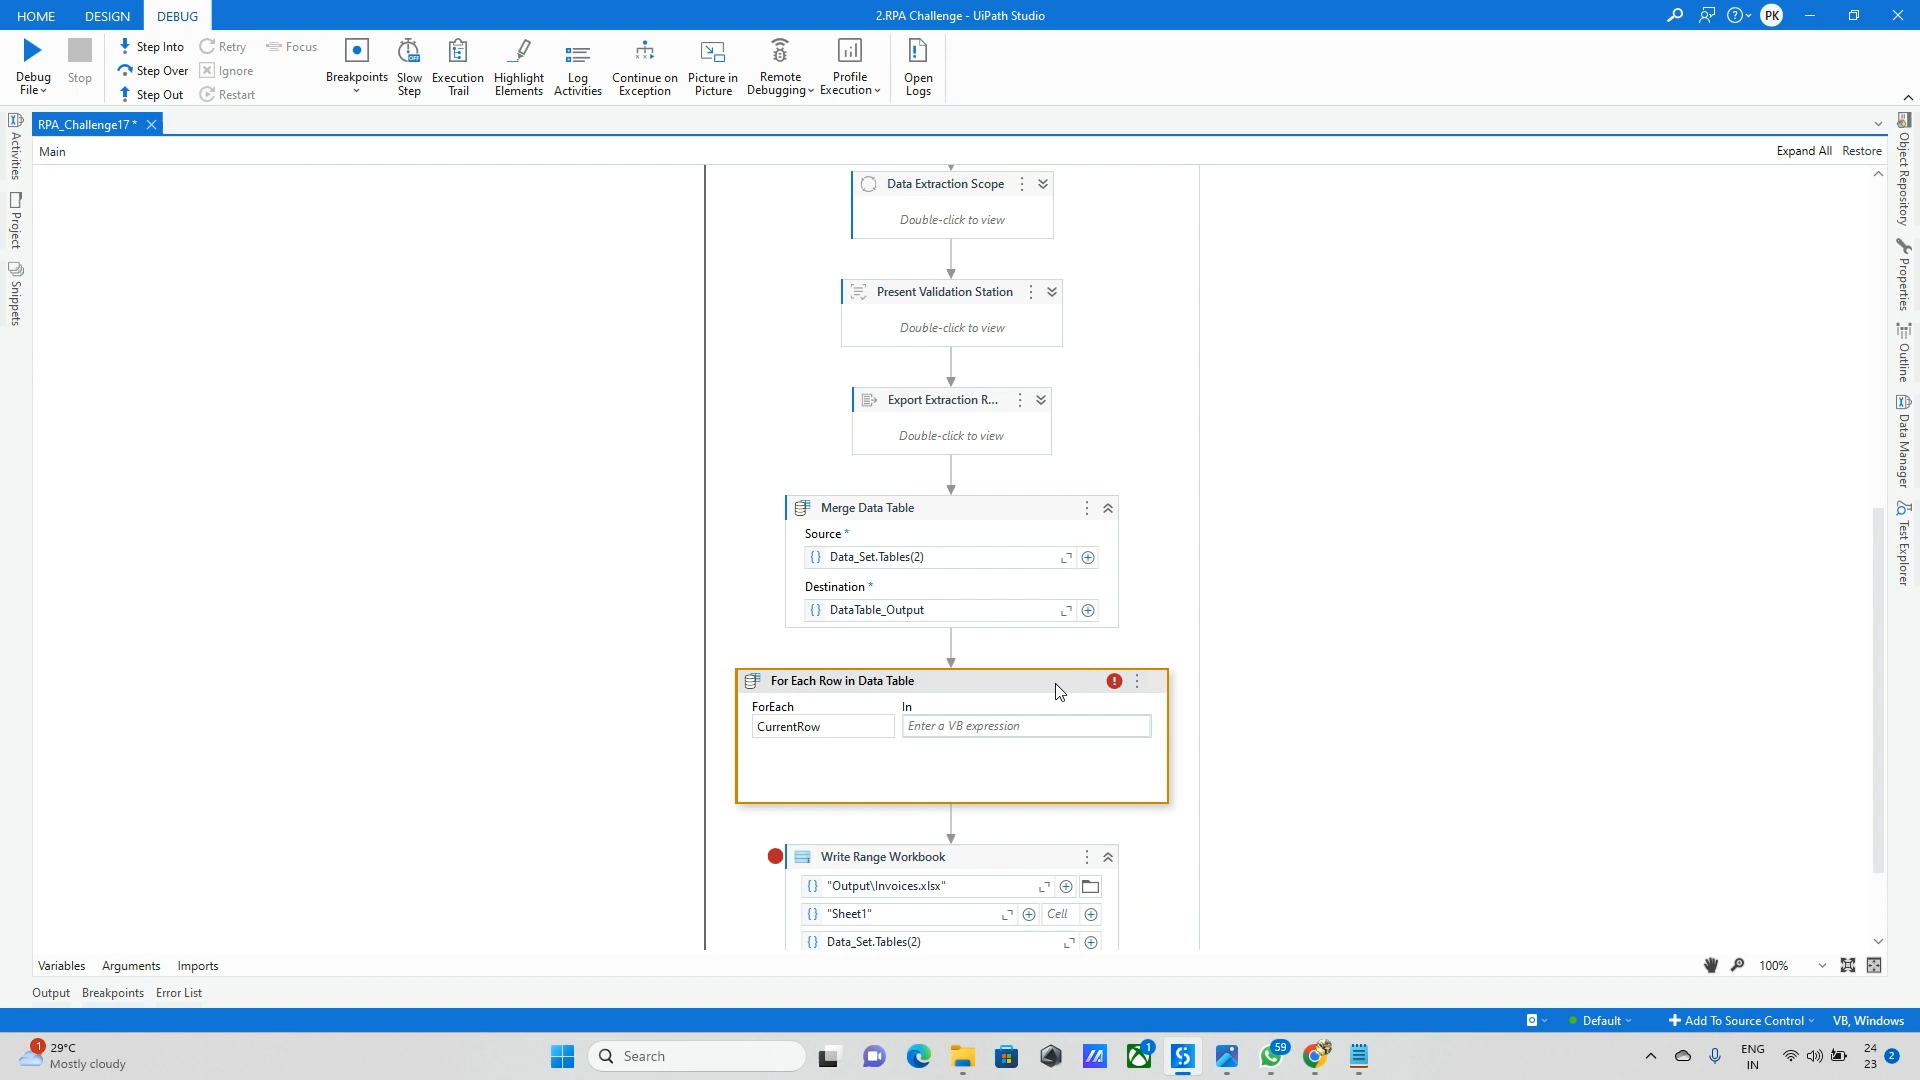 HOME DESIGN DEBUG
2.RPA Challenge - UiPath Studio
PK
Debug File
Stop
Step Into
Step Over
Step Out
Retry
Ignore
Restart
Focus
Breakpoints
Slow Step
Execution Trail
Highlight Elements
Log Activities
Continue on Exception
Picture in Picture
Remote Debugging
Profile Execution
Open Logs
RPA_Challenge17 *
Main
Expand All Restore
Activities
Project
Snippets
Object Repository
Properties
Outline
Data Manager
Test Explorer
Data Extraction Scope
Double-click to view
Present Validation Station
Double-click to view
Export Extraction R...
Double-click to view
Merge Data Table
Source *
{} Data_Set.Tables(2)
Destination *
{} DataTable_Output
For Each Row in Data Table
ForEach In
CurrentRow Enter a VB expression
Write Range Workbook
{} "Output\Invoices.xlsx"
{} "Sheet1" Cell
{} Data_Set.Tables(2)
Variables Arguments Imports
100%
Output Breakpoints Error List
Default
Add To Source Control
VB, Windows
1
29°C
Mostly cloudy
Search
1
59
ENG
IN
24
23
2